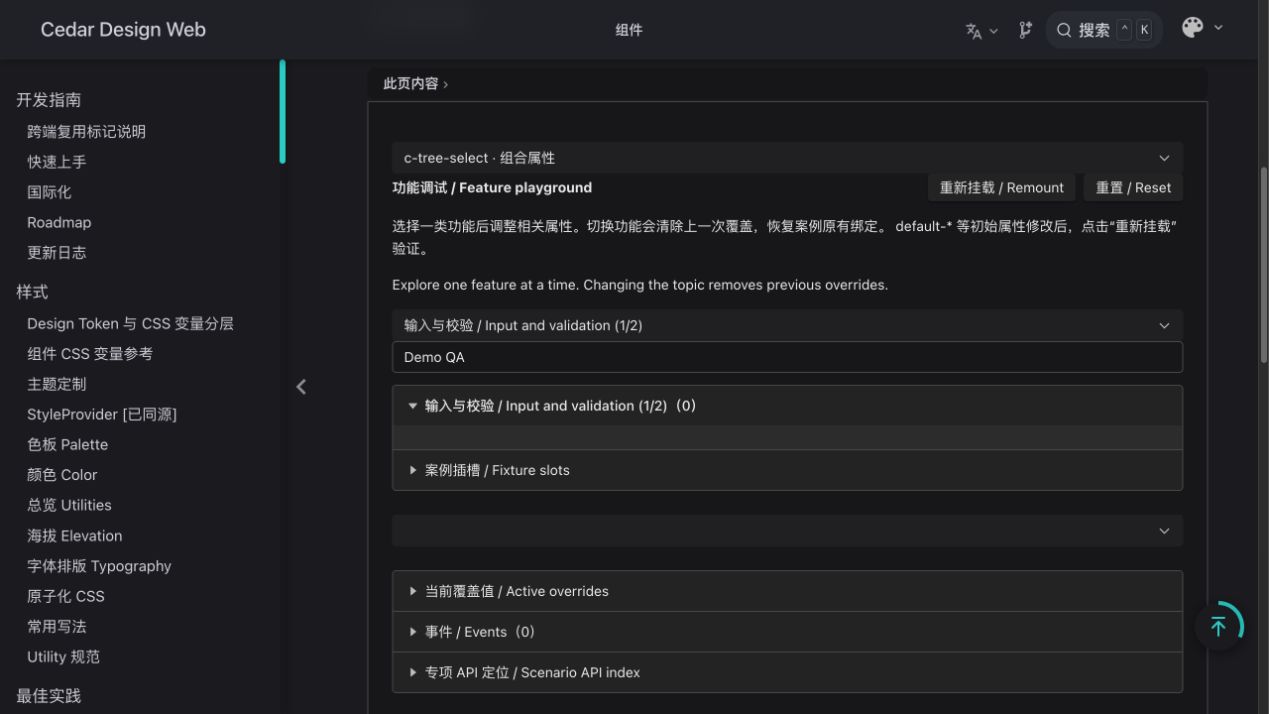 Cedar Design Web
组件
搜索 ^ K
开发指南
跨端复用标记说明
快速上手
国际化
Roadmap
更新日志
样式
Design Token 与 CSS 变量分层
组件 CSS 变量参考
主题定制
StyleProvider [已同源]
色板 Palette
颜色 Color
总览 Utilities
海拔 Elevation
字体排版 Typography
原子化 CSS
常用写法
Utility 规范
最佳实践
此页内容 ›
c-tree-select · 组合属性
功能调试 / Feature playground
重新挂载 / Remount
重置 / Reset
选择一类功能后调整相关属性。切换功能会清除上一次覆盖，恢复案例原有绑定。 default-* 等初始属性修改后，点击“重新挂载”
验证。
Explore one feature at a time. Changing the topic removes previous overrides.
输入与校验 / Input and validation (1/2)
Demo QA
输入与校验 / Input and validation (1/2)（0）
案例插槽 / Fixture slots
当前覆盖值 / Active overrides
事件 / Events（0）
专项 API 定位 / Scenario API index